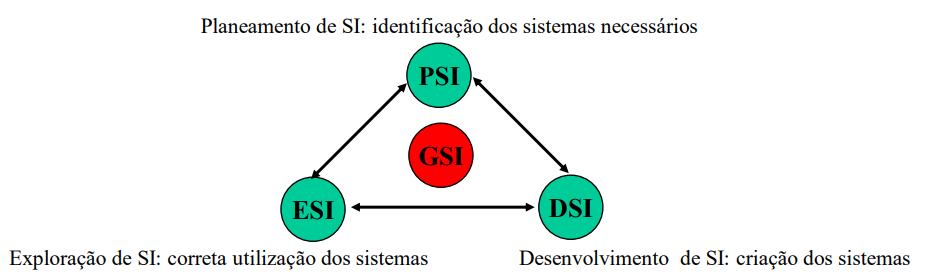 Planeamento de SI: identificação dos sistemas necessários
PSI
GSI
ESI
DSI
Exploração de SI: correta utilização dos sistemas
Desenvolvimento de SI: criação dos sistemas